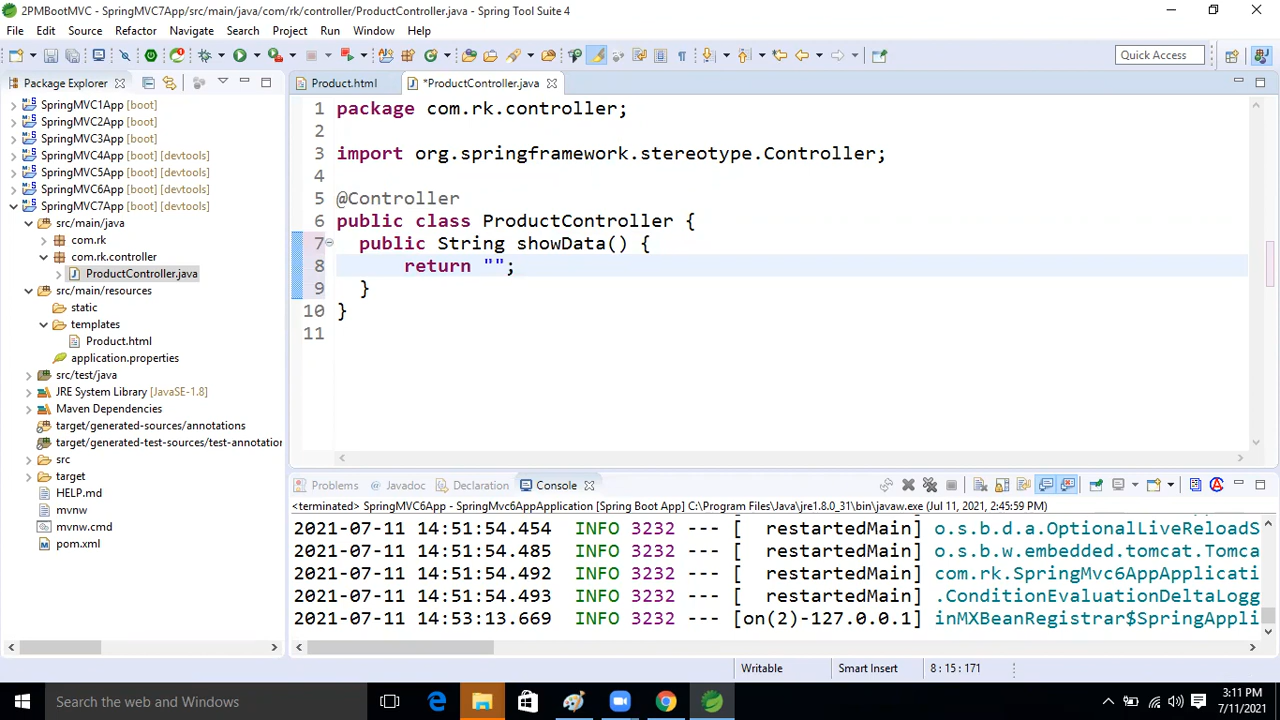 2PMBootMVC - SpringMVC7App/src/main/java/com/rk/controller/ProductController.java - Spring Tool Suite 4
File Edit Source Refactor Navigate Search Project Run Window Help
Quick Access
Package Explorer
Product.html *ProductController.java
SpringMVC1App [boot]
SpringMVC2App [boot]
SpringMVC3App [boot]
SpringMVC4App [boot] [devtools]
SpringMVC5App [boot] [devtools]
SpringMVC6App [boot] [devtools]
SpringMVC7App [boot] [devtools]
src/main/java
com.rk
com.rk.controller
ProductController.java
src/main/resources
static
templates
Product.html
application.properties
src/test/java
JRE System Library [JavaSE-1.8]
Maven Dependencies
target/generated-sources/annotations
target/generated-test-sources/test-annotation
src
target
HELP.md
mvnw
mvnw.cmd
pom.xml
1 package com.rk.controller;
2
3 import org.springframework.stereotype.Controller;
4
5 @Controller
6 public class ProductController {
7 public String showData() {
8 return "";
9 }
10 }
11
Problems Javadoc Declaration Console
<terminated> SpringMVC6App - SpringMvc6AppApplication [Spring Boot App] C:\Program Files\Java\jre1.8.0_31\bin\javaw.exe (Jul 11, 2021, 2:45:59 PM)
2021-07-11 14:51:54.454 INFO 3232 --- [ restartedMain] o.s.b.d.a.OptionalLiveReloadS
2021-07-11 14:51:54.485 INFO 3232 --- [ restartedMain] o.s.b.w.embedded.tomcat.Tomca
2021-07-11 14:51:54.492 INFO 3232 --- [ restartedMain] com.rk.SpringMvc6AppApplicati
2021-07-11 14:51:54.493 INFO 3232 --- [ restartedMain] .ConditionEvaluationDeltaLogg
2021-07-11 14:53:13.669 INFO 3232 --- [on(2)-127.0.0.1] inMXBeanRegistrar$SpringAppli
Writable Smart Insert 8 : 15 : 171
Type here to search and Windows
3:11 PM
7/11/2021